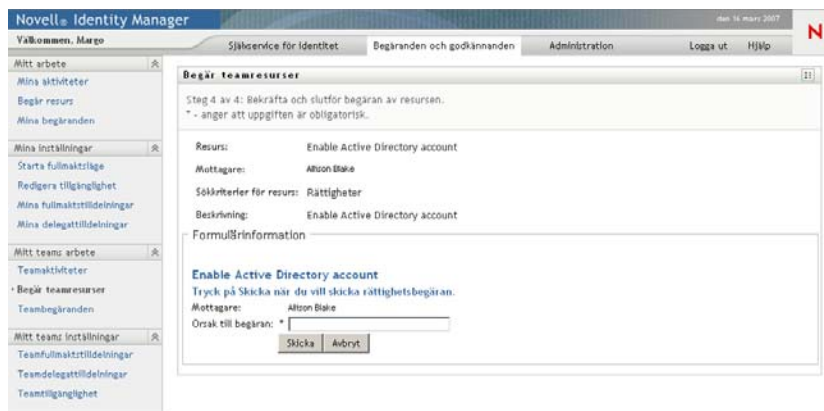 Novell® Identity Manager
den 16 mars 2007
N
Välkommen, Margo
Självservice för identitet
Begäranden och godkännanden
Administration
Logga ut
Hjälp
Mitt arbete
Mina aktiviteter
Begär resurs
Mina begäranden
Mina inställningar
Starta fullmaktsläge
Redigera tillgänglighet
Mina fullmaktstilldelningar
Mina delegattilldelningar
Mitt teams arbete
Teamaktiviteter
Begär teamresurser
Teambegäranden
Mitt teams inställningar
Teamfullmaktstilldelningar
Teamdelegattilldelningar
Teamtillgänglighet
Begär teamresurser
Steg 4 av 4: Bekräfta och slutför begäran av resursen.
* - anger att uppgiften är obligatorisk.
Resurs: Enable Active Directory account
Mottagare: Allison Blake
Sökkriterier för resurs: Rättigheter
Beskrivning: Enable Active Directory account
Formulärinformation
Enable Active Directory account
Tryck på Skicka när du vill skicka rättighetsbegäran.
Mottagare: Allison Blake
Orsak till begäran: *
Skicka Avbryt